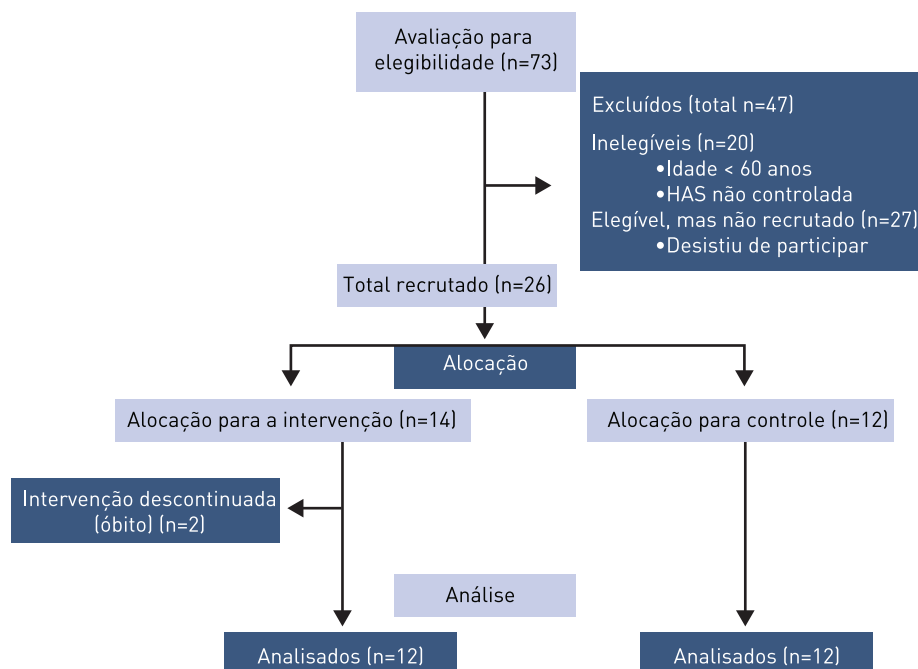 Avaliação para
elegibilidade (n=73)
Excluídos (total n=47)
Inelegíveis (n=20)
•Idade < 60 anos
•HAS não controlada
Elegível, mas não recrutado (n=27)
•Desistiu de participar
Total recrutado (n=26)
Alocação
Alocação para a intervenção (n=14)
Alocação para controle (n=12)
Intervenção descontinuada
(óbito) (n=2)
Análise
Analisados (n=12)
Analisados (n=12)